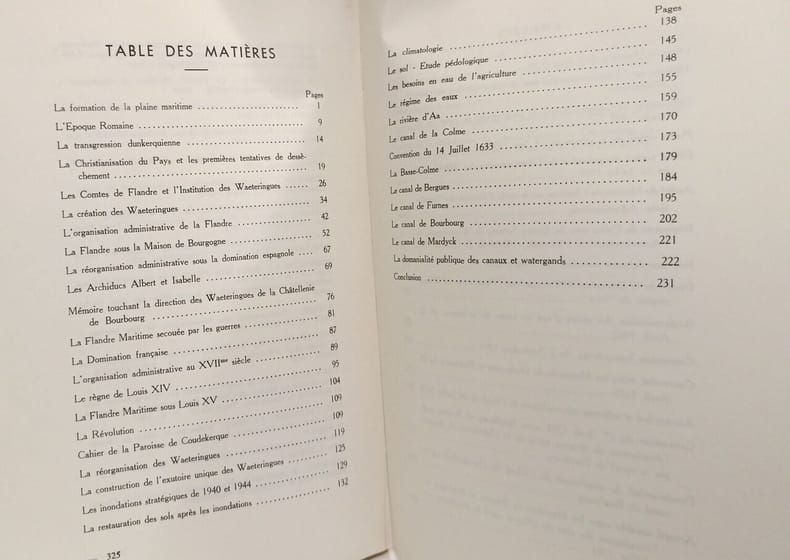 TABLE DES MATIÈRES
Pages
La formation de la plaine maritime ........................ 1
L'Epoque Romaine ........................ 9
La transgression dunkerquienne ........................ 14
La Christianisation du Pays et les premières tentatives de dessè-
chement ........................ 19
Les Comtes de Flandre et l'Institution des Waeteringues ...... 26
La création des Waeteringues ........................ 34
L'organisation administrative de la Flandre ................ 42
La Flandre sous la Maison de Bourgogne ................ 52
La réorganisation administrative sous la domination espagnole .... 67
Les Archiducs Albert et Isabelle ........................ 69
Mémoire touchant la direction des Waeteringues de la Châtellenie
de Bourbourg ........................ 76
La Flandre Maritime secouée par les guerres ................ 81
La Domination française ........................ 87
L'organisation administrative au XVIIme siècle ................ 89
Le règne de Louis XIV ........................ 95
La Flandre Maritime sous Louis XV ........................ 104
La Révolution ........................ 109
Cahier de la Paroisse de Coudekerque ................ 109
La réorganisation des Waeteringues ................ 119
La construction de l'exutoire unique des Waeteringues ........ 125
Les inondations stratégiques de 1940 et 1944 ................ 129
La restauration des sols après les inondations ................ 132
325
Pages
La climatologie ........................ 138
Le sol - Etude pédologique ........................ 145
Les besoins en eau de l'agriculture ................ 148
Le régime des eaux ........................ 155
La rivière d'Aa ........................ 159
Le canal de la Colme ........................ 170
Convention du 14 Juillet 1633 ........................ 173
La Basse-Colme ........................ 179
Le canal de Bergues ........................ 184
Le canal de Furnes ........................ 195
Le canal de Bourbourg ........................ 202
Le canal de Mardyck ........................ 221
La domanialité publique des canaux et watergands .............. 222
Conclusion ........................ 231